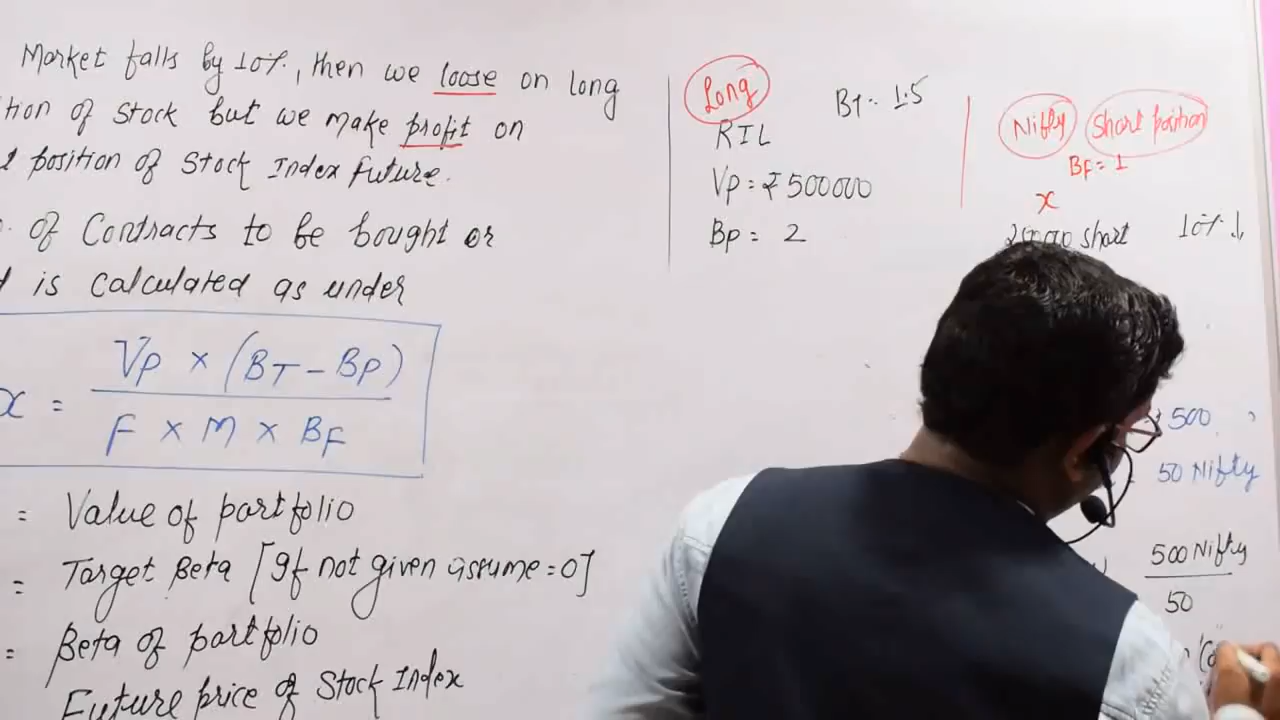 Market falls by 10%, then we loose on long
tion of Stock but we make profit on
position of Stock Index Future.
of Contracts to be bought or
is calculated as under
x = Vp × (BT - BP)
F × M × BF
= Value of portfolio
= Target Beta [If not given assume = 0]
= Beta of portfolio
Future price of Stock Index
Long
BT = 1.5
RIL
Vp = ₹500000
Bp = 2
Nifty Short position
BF = 1
x
short 10% ↓
500
50 Nifty
500 Nifty
50